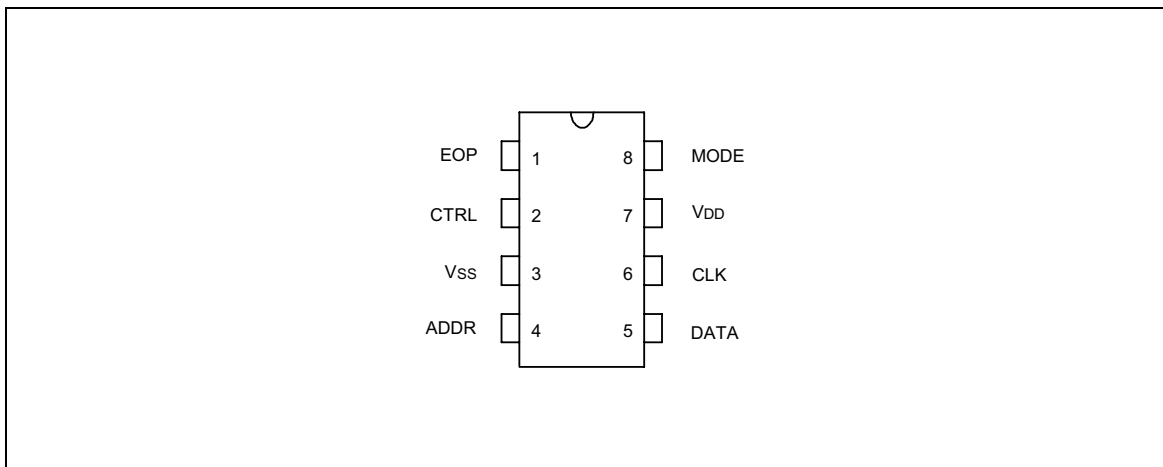 EOP 1 8 MODE
CTRL 2 7 VDD
VSS 3 6 CLK
ADDR 4 5 DATA